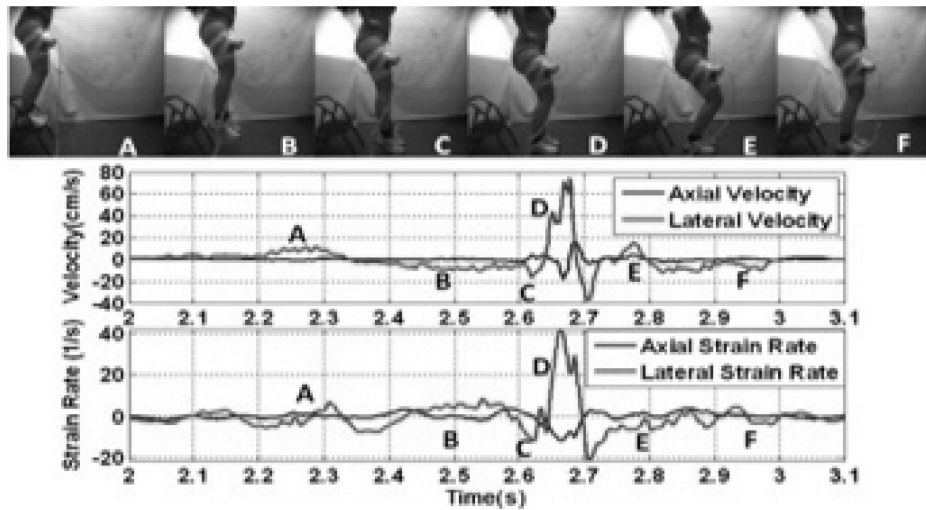 A B C D E F
80
60
40
20
0
-20
-40
Velocity(cm/s)
Axial Velocity
Lateral Velocity
A
B
C
D
E
F
2 2.1 2.2 2.3 2.4 2.5 2.6 2.7 2.8 2.9 3 3.1
40
20
0
-20
Strain Rate (1/s)
Axial Strain Rate
Lateral Strain Rate
A
B
C
D
E
F
2 2.1 2.2 2.3 2.4 2.5 2.6 2.7 2.8 2.9 3 3.1
Time(s)